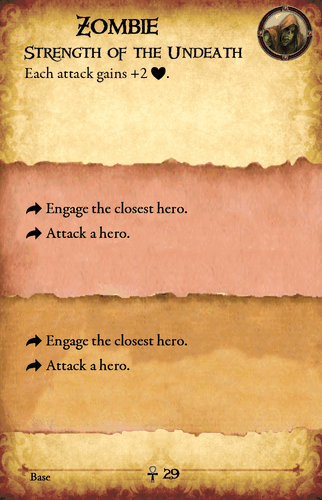 Zombie
Strength of the Undeath
Each attack gains +2 ♥.
Engage the closest hero.
Attack a hero.
Engage the closest hero.
Attack a hero.
Base
29